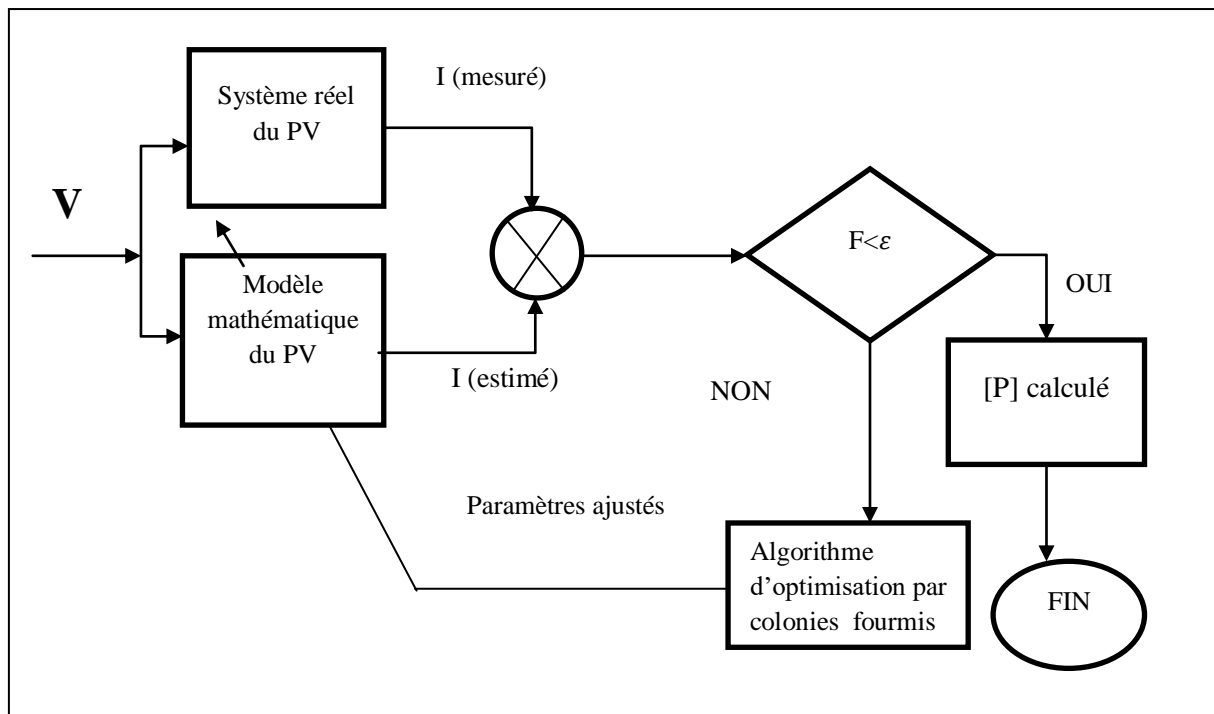 Système réel
du PV
I (mesuré)
V
Modèle
mathématique
du PV
I (estimé)
F<ε
OUI
NON
[P] calculé
Paramètres ajustés
Algorithme
d’optimisation par
colonies fourmis
FIN